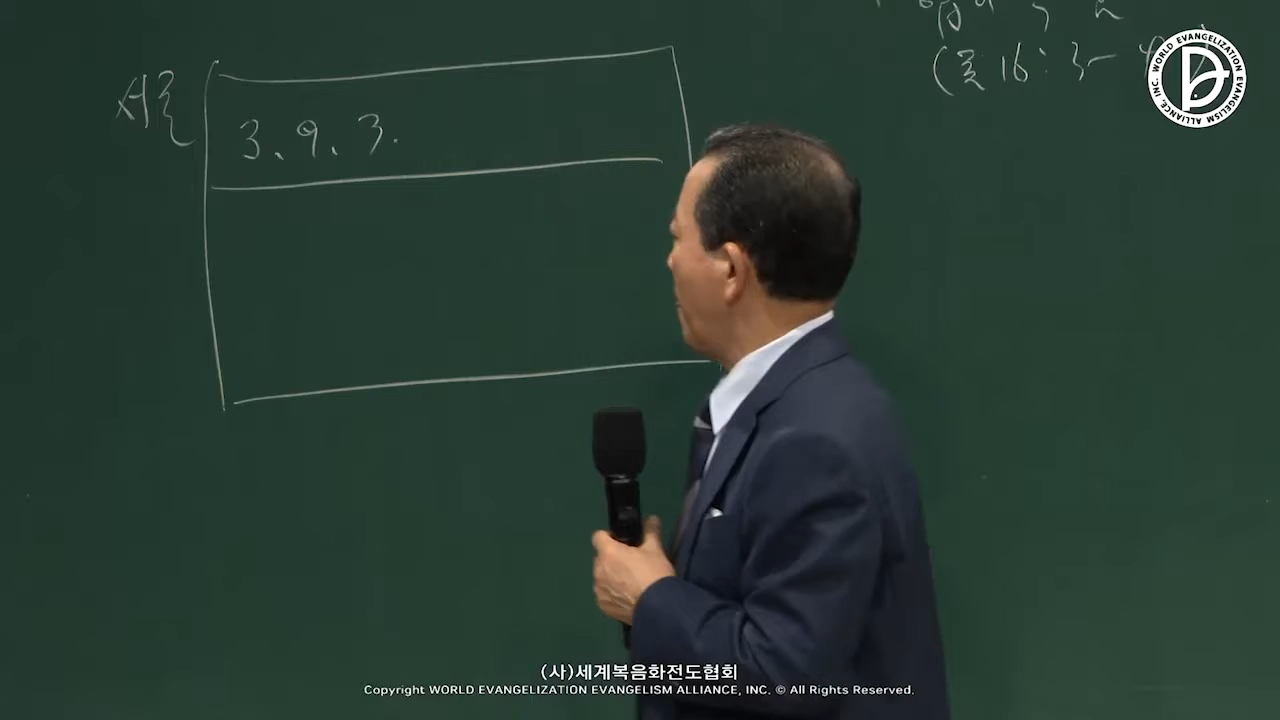 서론
3. 9. 3.
(롬 16:
WORLD EVANGELIZATION EVANGELISM ALLIANCE, INC.
(사)세계복음화전도협회
Copyright WORLD EVANGELIZATION EVANGELISM ALLIANCE, INC. © All Rights Reserved.